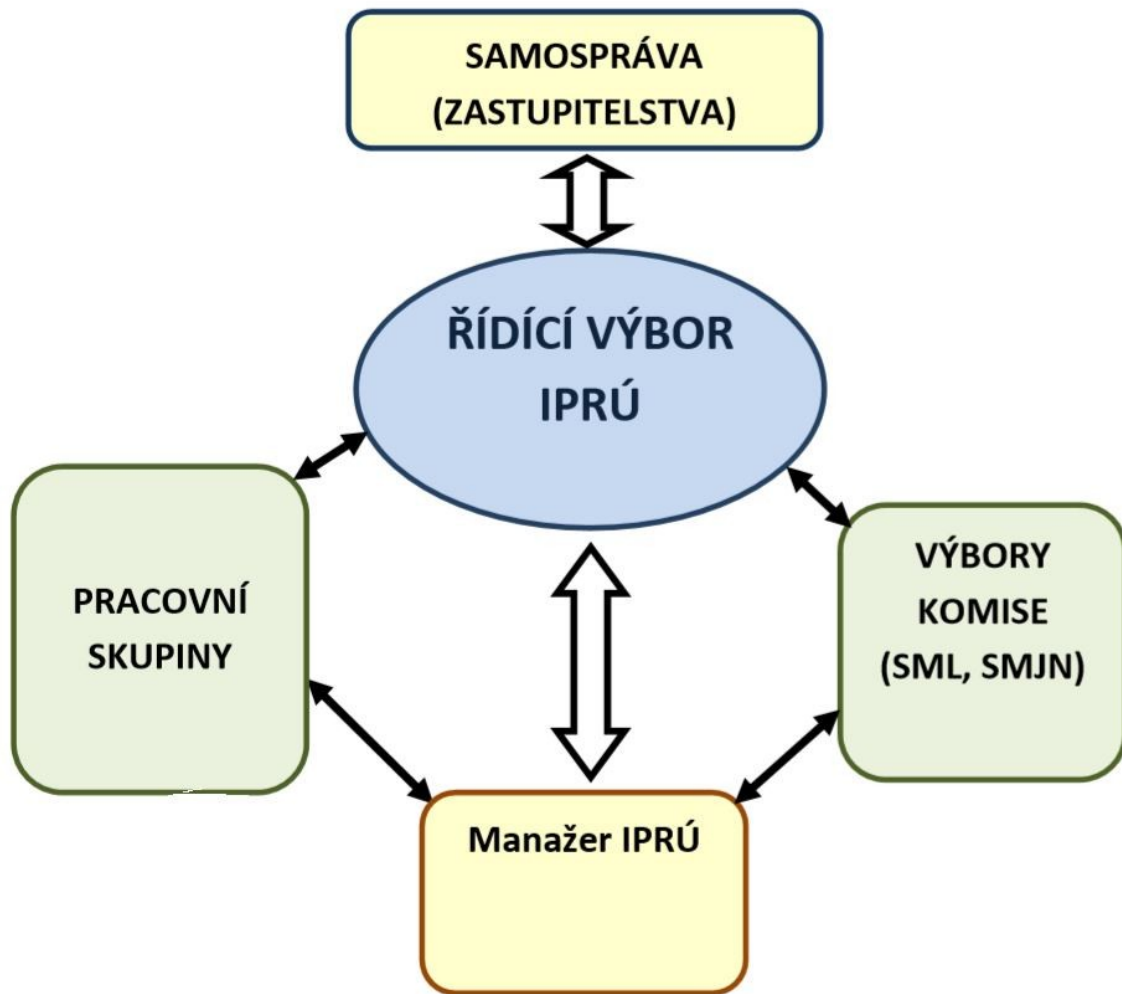 SAMOSPRÁVA
(ZASTUPITELSTVA)
ŘÍDÍCÍ VÝBOR
IPRÚ
PRACOVNÍ
SKUPINY
VÝBORY
KOMISE
(SML, SMJN)
Manažer IPRÚ